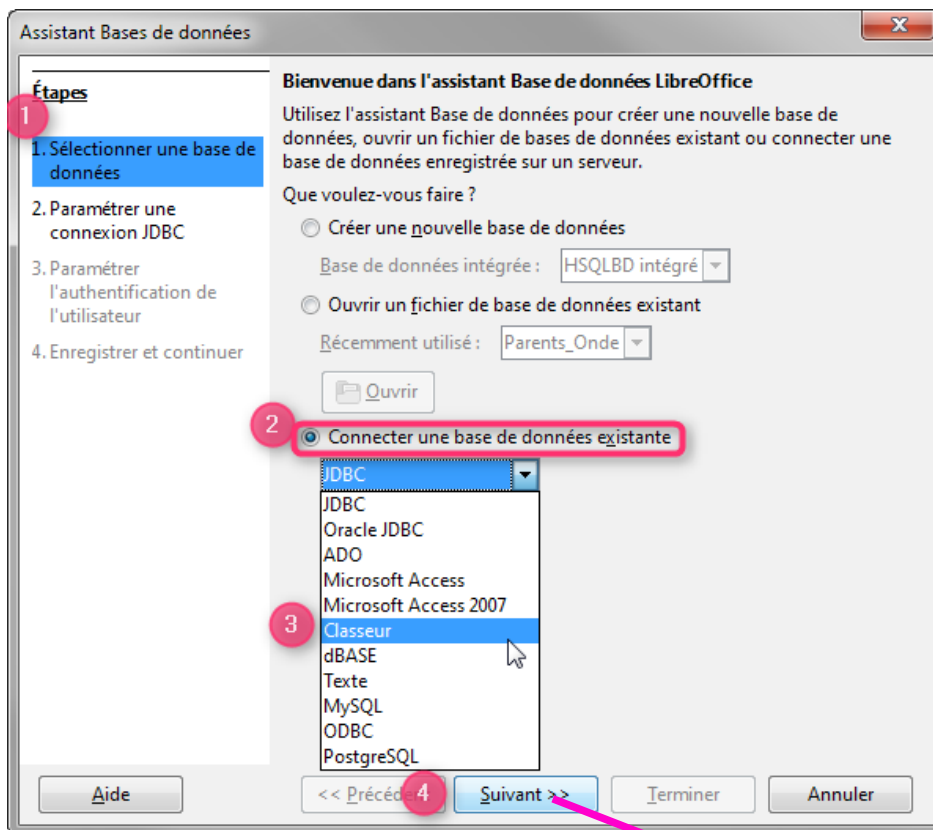 Assistant Bases de données
Étapes
1
1. Sélectionner une base de
données
2. Paramétrer une
connexion JDBC
3. Paramétrer
l'authentification de
l'utilisateur
4. Enregistrer et continuer
Bienvenue dans l'assistant Base de données LibreOffice
Utilisez l'assistant Base de données pour créer une nouvelle base de
données, ouvrir un fichier de bases de données existant ou connecter une
base de données enregistrée sur un serveur.
Que voulez-vous faire ?
Créer une nouvelle base de données
Base de données intégrée : HSQLBD intégré
Ouvrir un fichier de base de données existant
Récemment utilisé : Parents_Onde
Ouvrir
2
Connecter une base de données existante
JDBC
JDBC
Oracle JDBC
ADO
Microsoft Access
Microsoft Access 2007
3 Classeur
dBASE
Texte
MySQL
ODBC
PostgreSQL
Aide << Précéde 4 Suivant >> Terminer Annuler